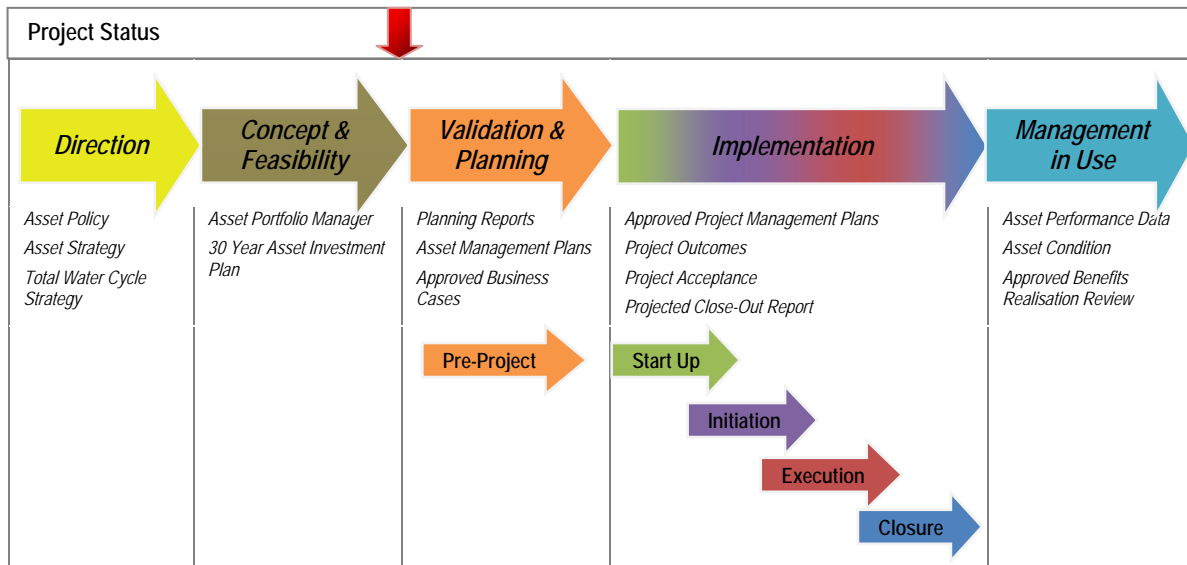 Project Status
Direction
Concept &
Feasibility
Validation &
Planning
Implementation
Management
in Use
Asset Policy
Asset Strategy
Total Water Cycle
Strategy
Asset Portfolio Manager
30 Year Asset Investment
Plan
Planning Reports
Asset Management Plans
Approved Business
Cases
Approved Project Management Plans
Project Outcomes
Project Acceptance
Projected Close-Out Report
Asset Performance Data
Asset Condition
Approved Benefits
Realisation Review
Pre-Project
Start Up
Initiation
Execution
Closure